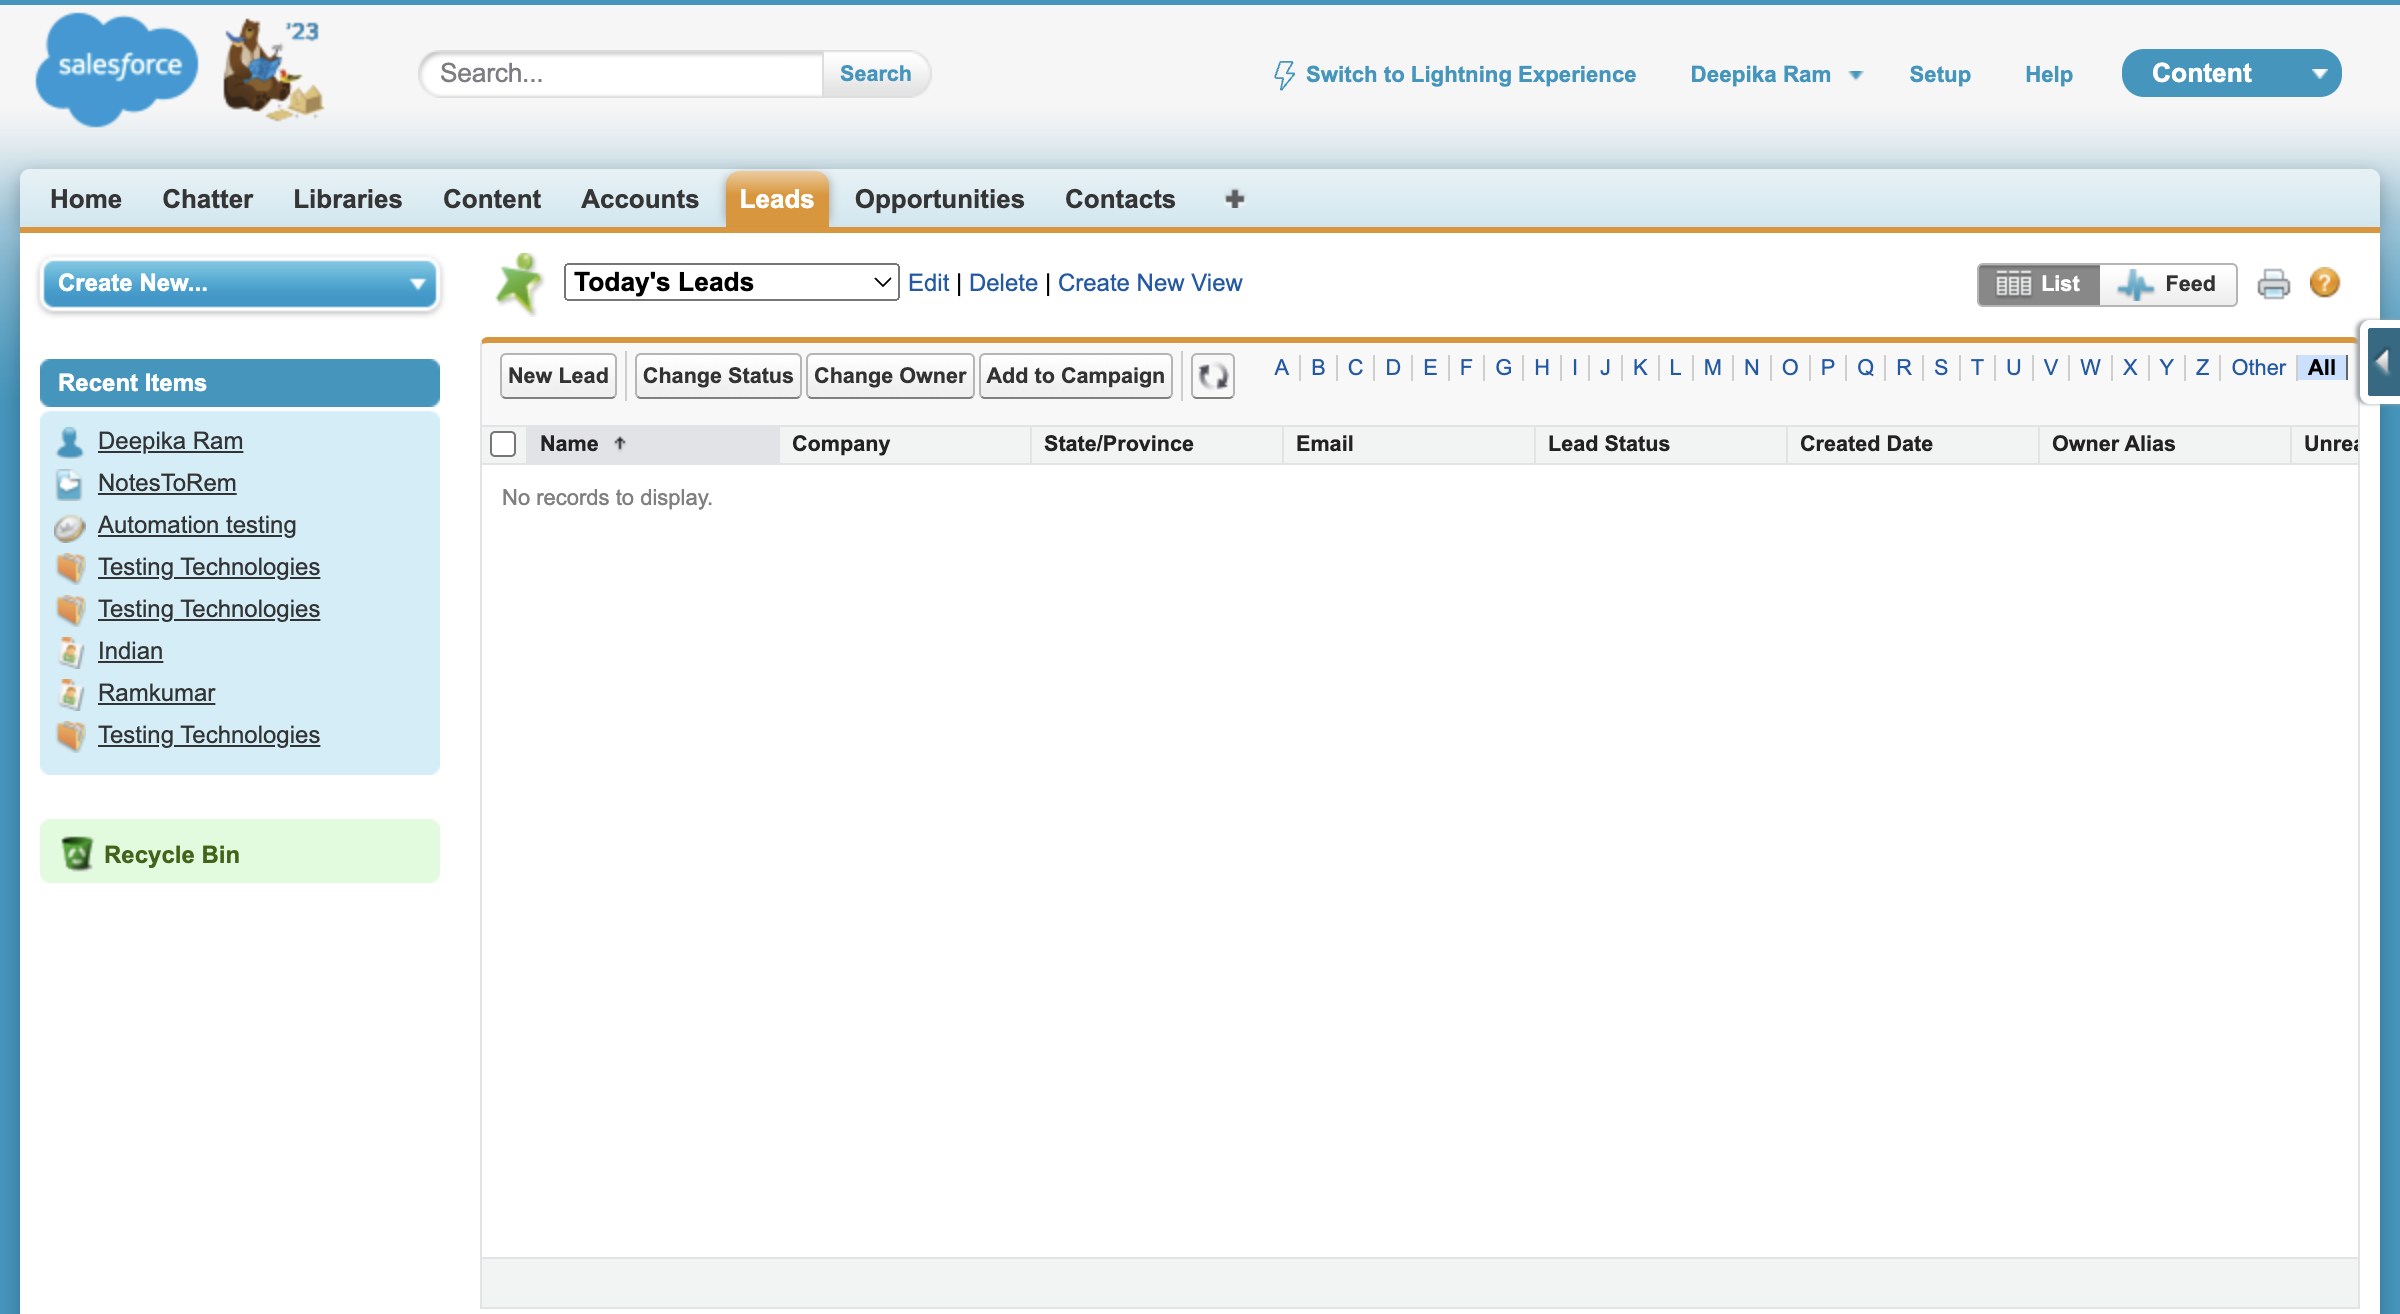 salesforce
'23
Search...
Search
Switch to Lightning Experience
Deepika Ram
Setup
Help
Content
Home
Chatter
Libraries
Content
Accounts
Leads
Opportunities
Contacts
Create New...
Today's Leads
Edit | Delete | Create New View
List
Feed
Recent Items
Deepika Ram
NotesToRem
Automation testing
Testing Technologies
Testing Technologies
Indian
Ramkumar
Testing Technologies
Recycle Bin
New Lead
Change Status
Change Owner
Add to Campaign
A | B | C | D | E | F | G | H | I | J | K | L | M | N | O | P | Q | R | S | T | U | V | W | X | Y | Z | Other | All
Name
Company
State/Province
Email
Lead Status
Created Date
Owner Alias
Unrea
No records to display.